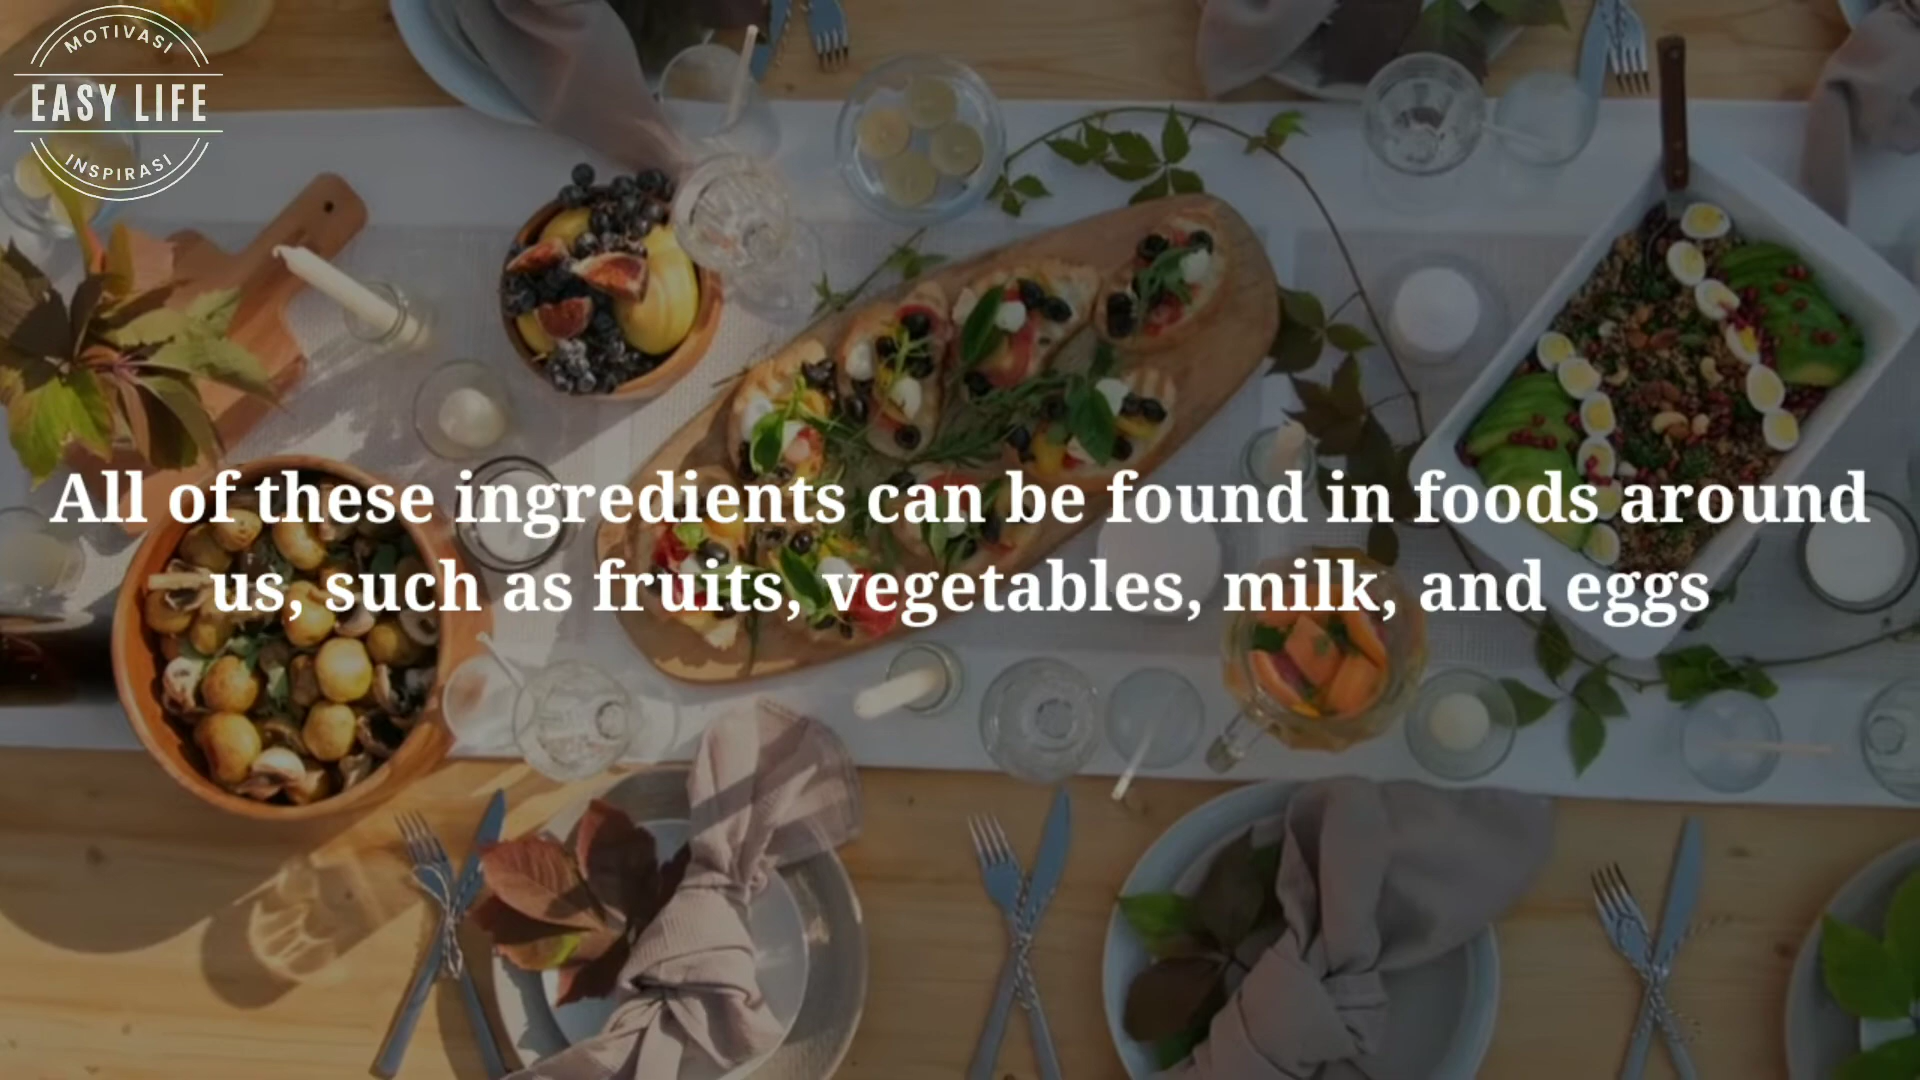 MOTIVASI
EASY LIFE
INSPIRASI
All of these ingredients can be found in foods around
us, such as fruits, vegetables, milk, and eggs